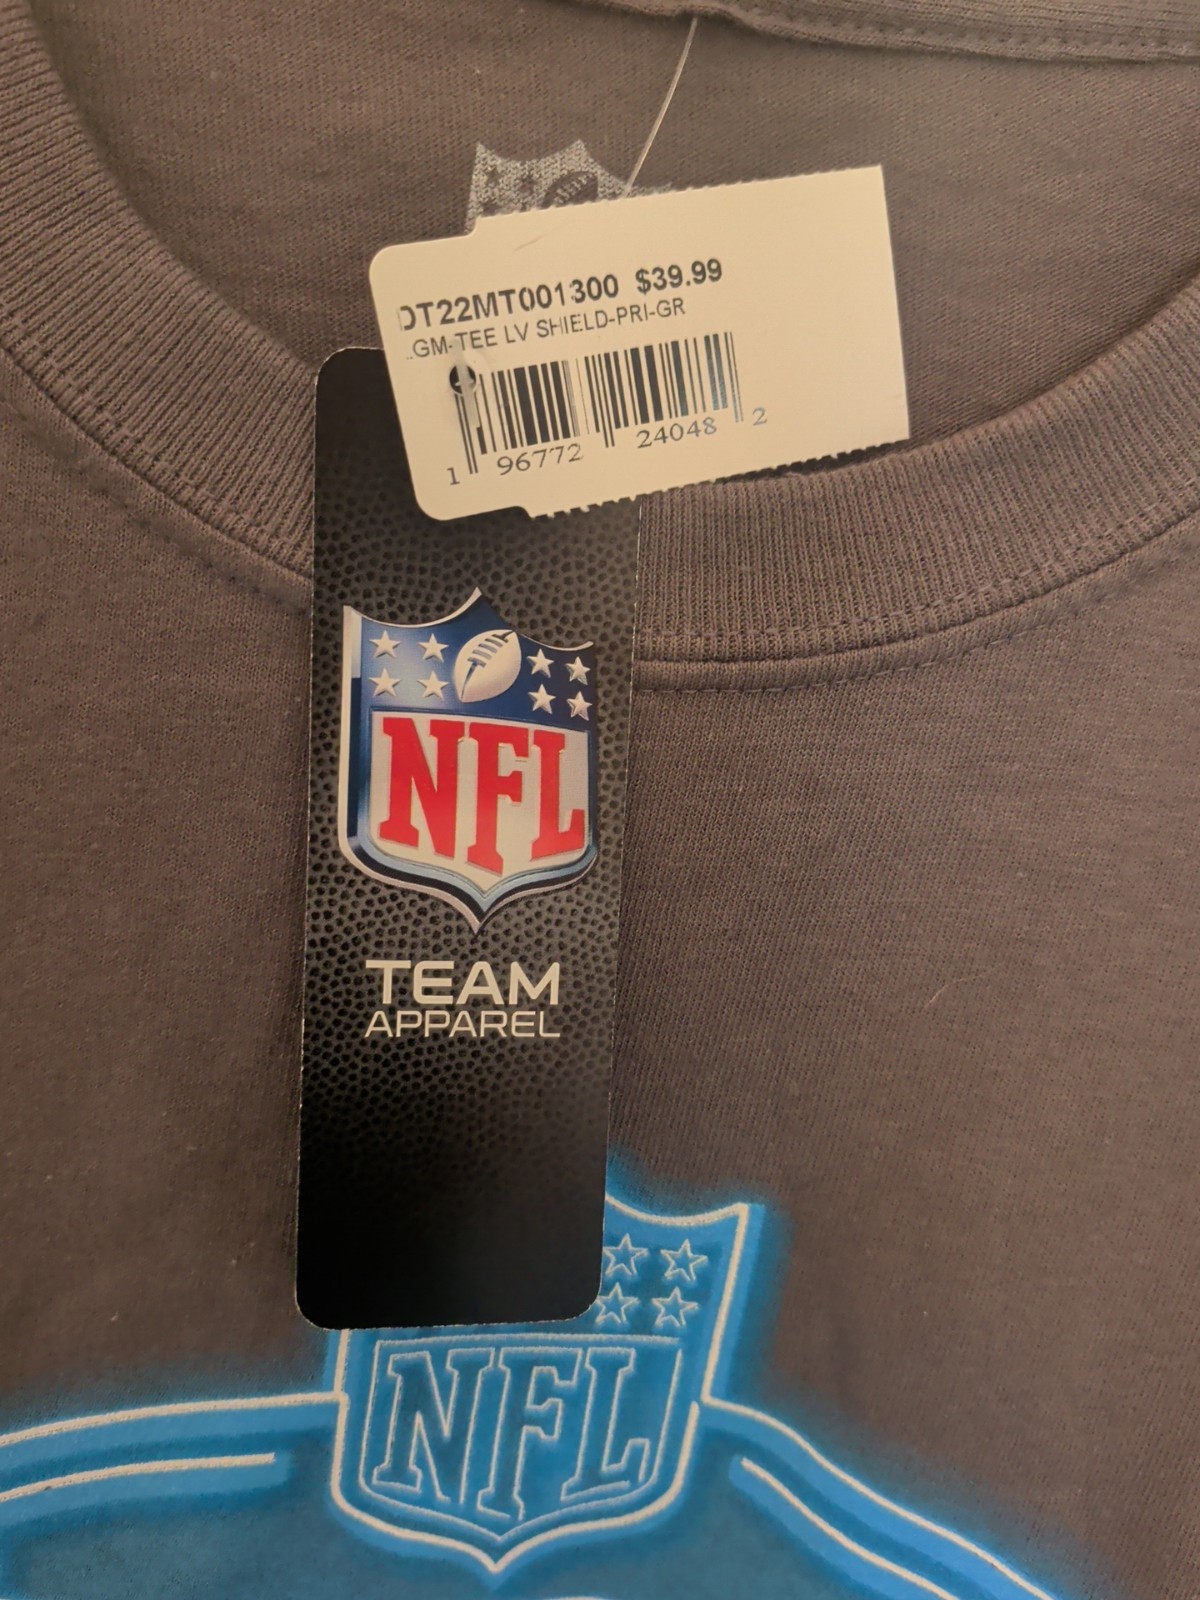 DT22MT001300 $39.99
LGM-TEE LV SHIELD-PRI-GR
1 96772 24048 2
NFL
TEAM
APPAREL
NFL